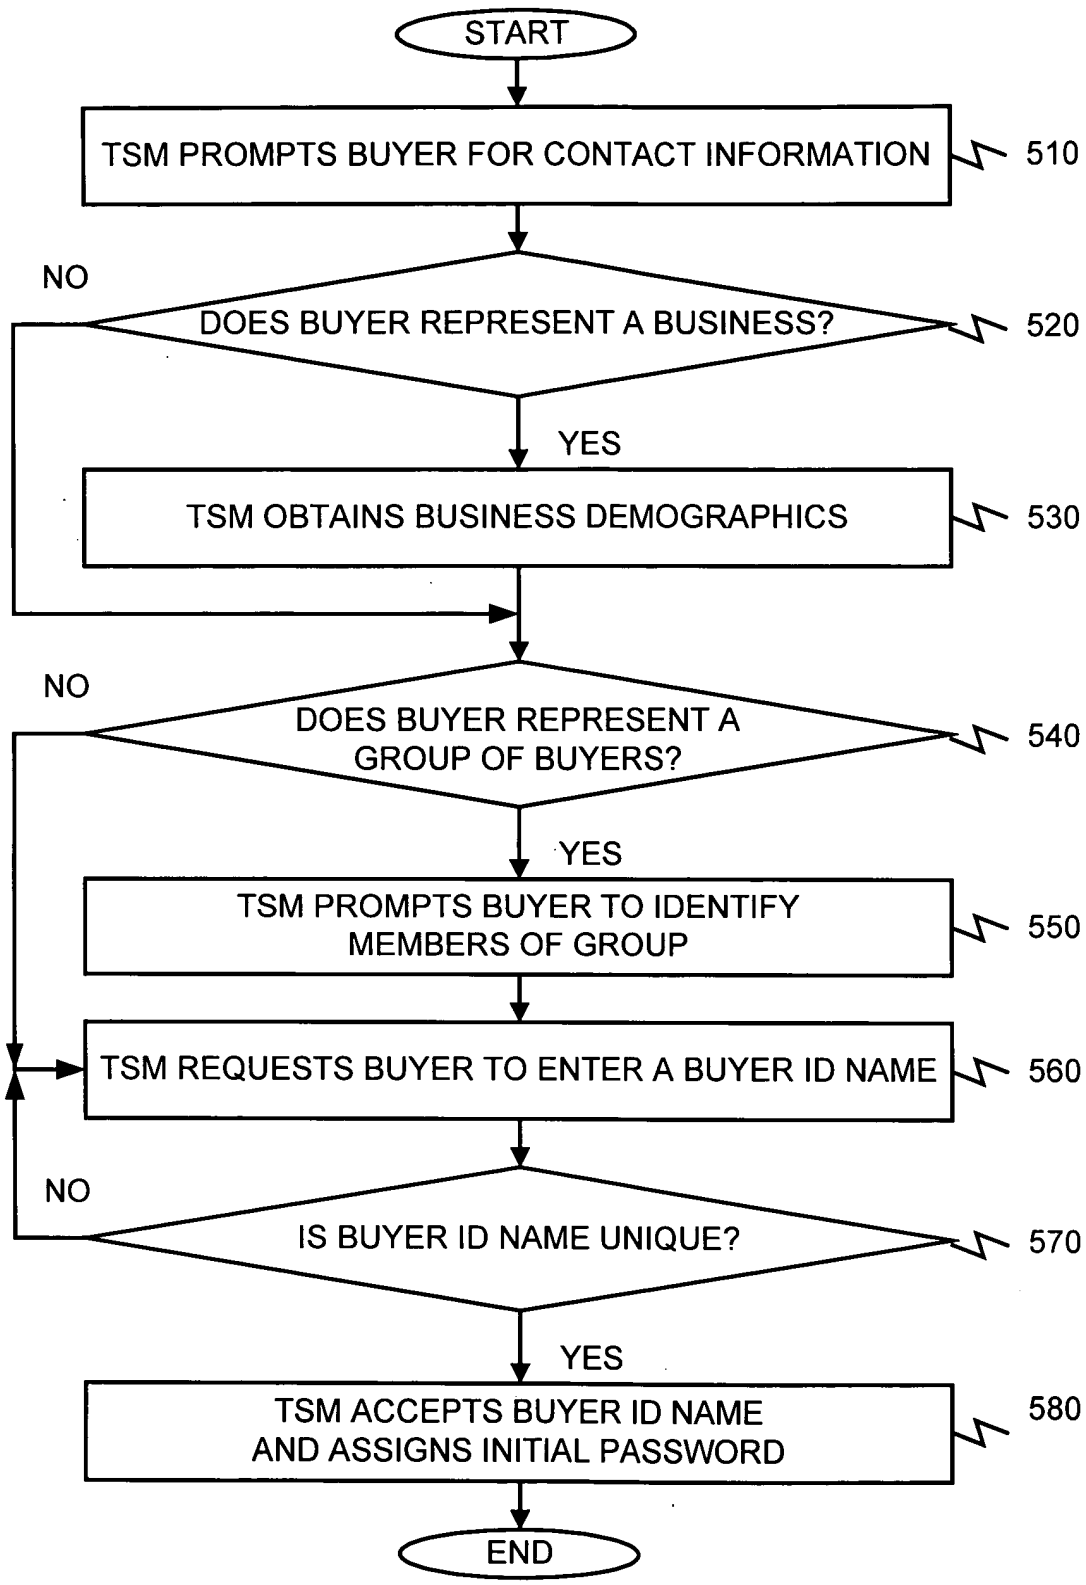 START
TSM PROMPTS BUYER FOR CONTACT INFORMATION
510
NO
DOES BUYER REPRESENT A BUSINESS?
520
YES
TSM OBTAINS BUSINESS DEMOGRAPHICS
530
NO
DOES BUYER REPRESENT A
GROUP OF BUYERS?
540
YES
TSM PROMPTS BUYER TO IDENTIFY
MEMBERS OF GROUP
550
TSM REQUESTS BUYER TO ENTER A BUYER ID NAME
560
NO
IS BUYER ID NAME UNIQUE?
570
YES
TSM ACCEPTS BUYER ID NAME
AND ASSIGNS INITIAL PASSWORD
580
END